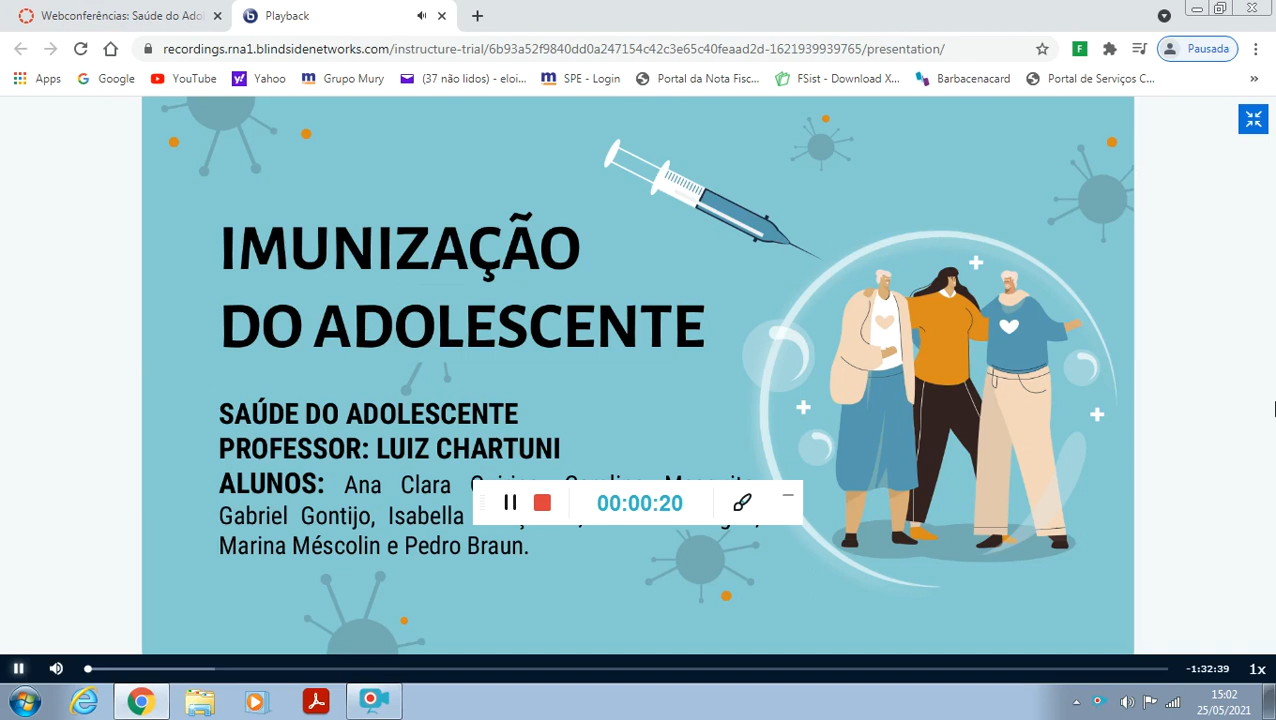 Webconferências: Saúde do Adol
Playback
recordings.rna1.blindsidenetworks.com/instructure-trial/6b93a52f9840dd0a247154c42c3e65c40feaad2d-1621939939765/presentation/
F
Pausada
Apps
Google
YouTube
Yahoo
Grupo Mury
(37 não lidos) - eloi...
SPE - Login
Portal da Nota Fisc...
FSist - Download X...
Barbacenacard
Portal de Serviços C...
»
IMUNIZAÇÃO
DO ADOLESCENTE
SAÚDE DO ADOLESCENTE
PROFESSOR: LUIZ CHARTUNI
ALUNOS: Ana Clara
Gabriel Gontijo, Isabella
Marina Méscolin e Pedro Braun.
00:00:20
-1:32:39
1x
15:02
25/05/2021